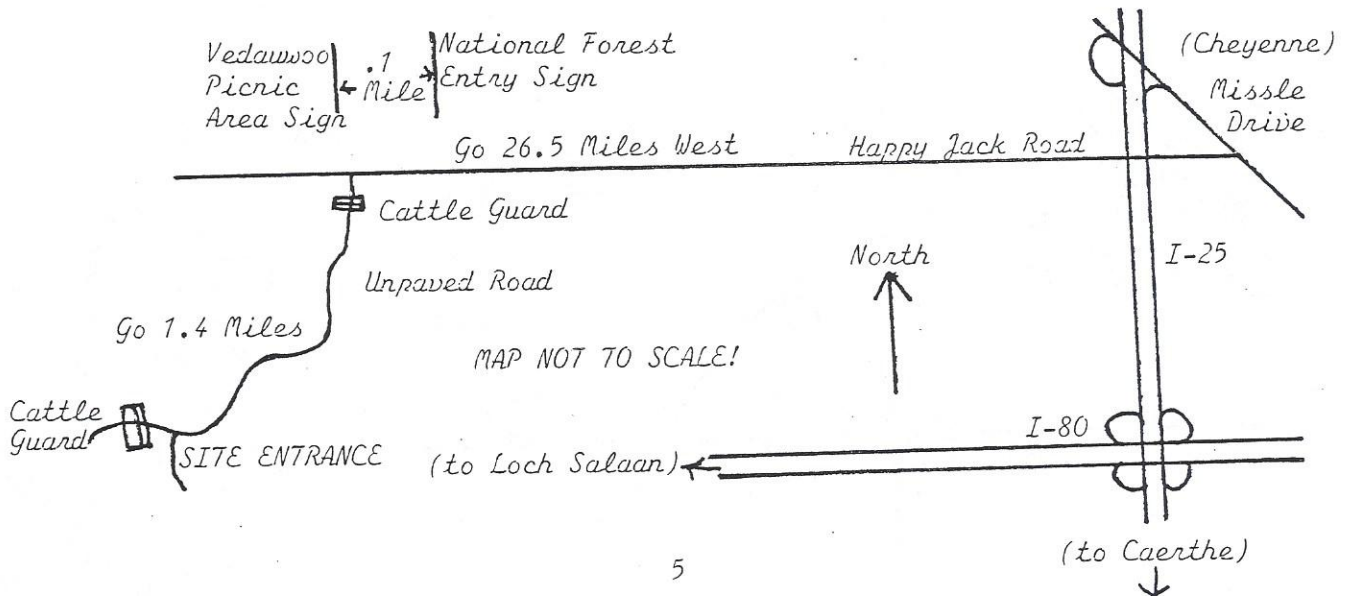 Vedauwoo
Picnic
Area Sign
.1
Mile
National Forest
Entry Sign
(Cheyenne)
Missle
Drive
Go 26.5 Miles West
Happy Jack Road
Cattle Guard
Unpaved Road
North
I-25
Go 1.4 Miles
MAP NOT TO SCALE!
Cattle
Guard
SITE ENTRANCE
(to Loch Salaan)
I-80
(to Caerthe)
5